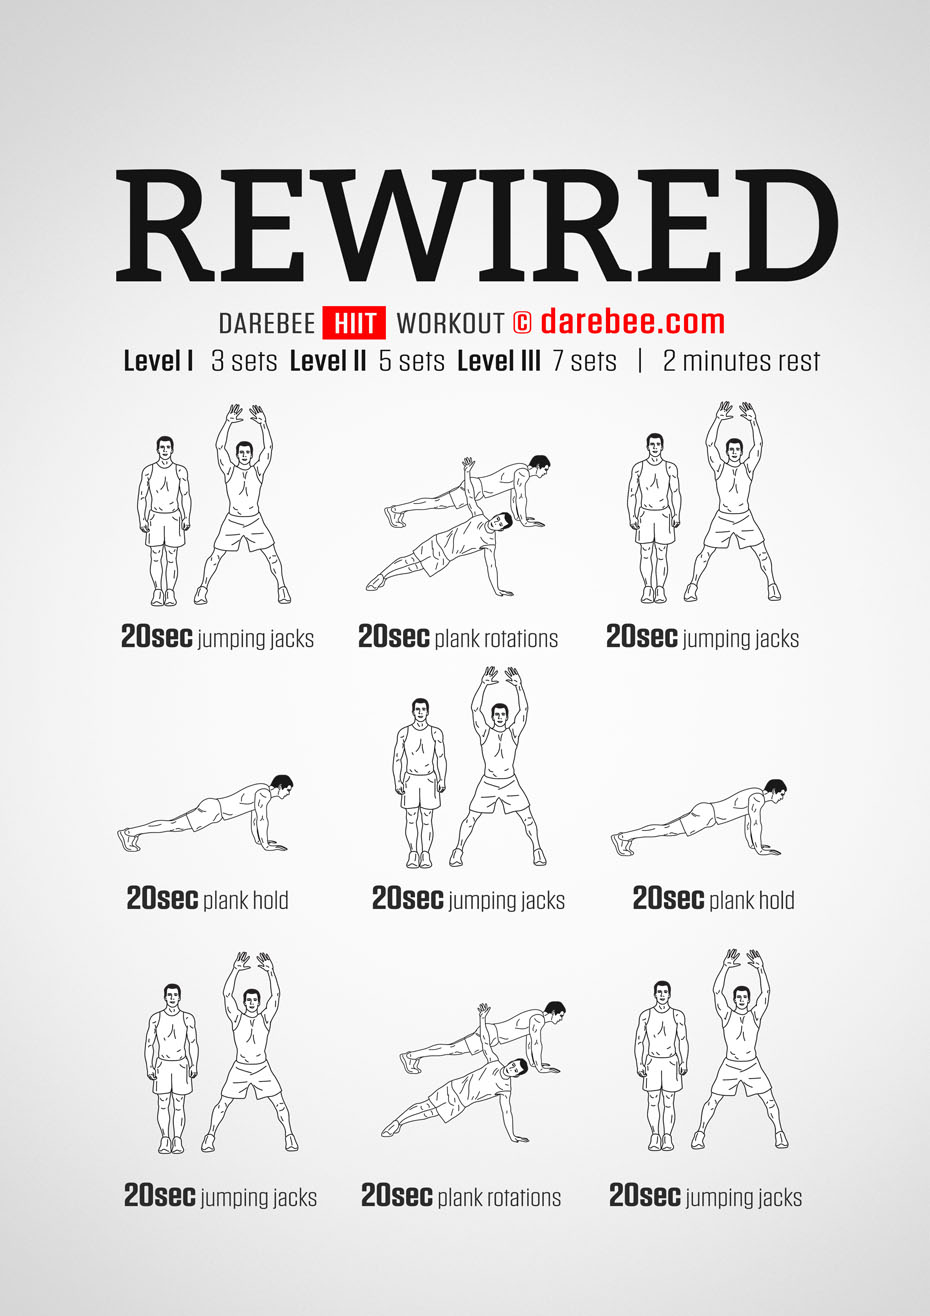 REWIRED
DAREBEE HIIT WORKOUT © darebee.com
Level I 3 sets Level II 5 sets Level III 7 sets | 2 minutes rest
20sec jumping jacks 20sec plank rotations 20sec jumping jacks
20sec plank hold 20sec jumping jacks 20sec plank hold
20sec jumping jacks 20sec plank rotations 20sec jumping jacks